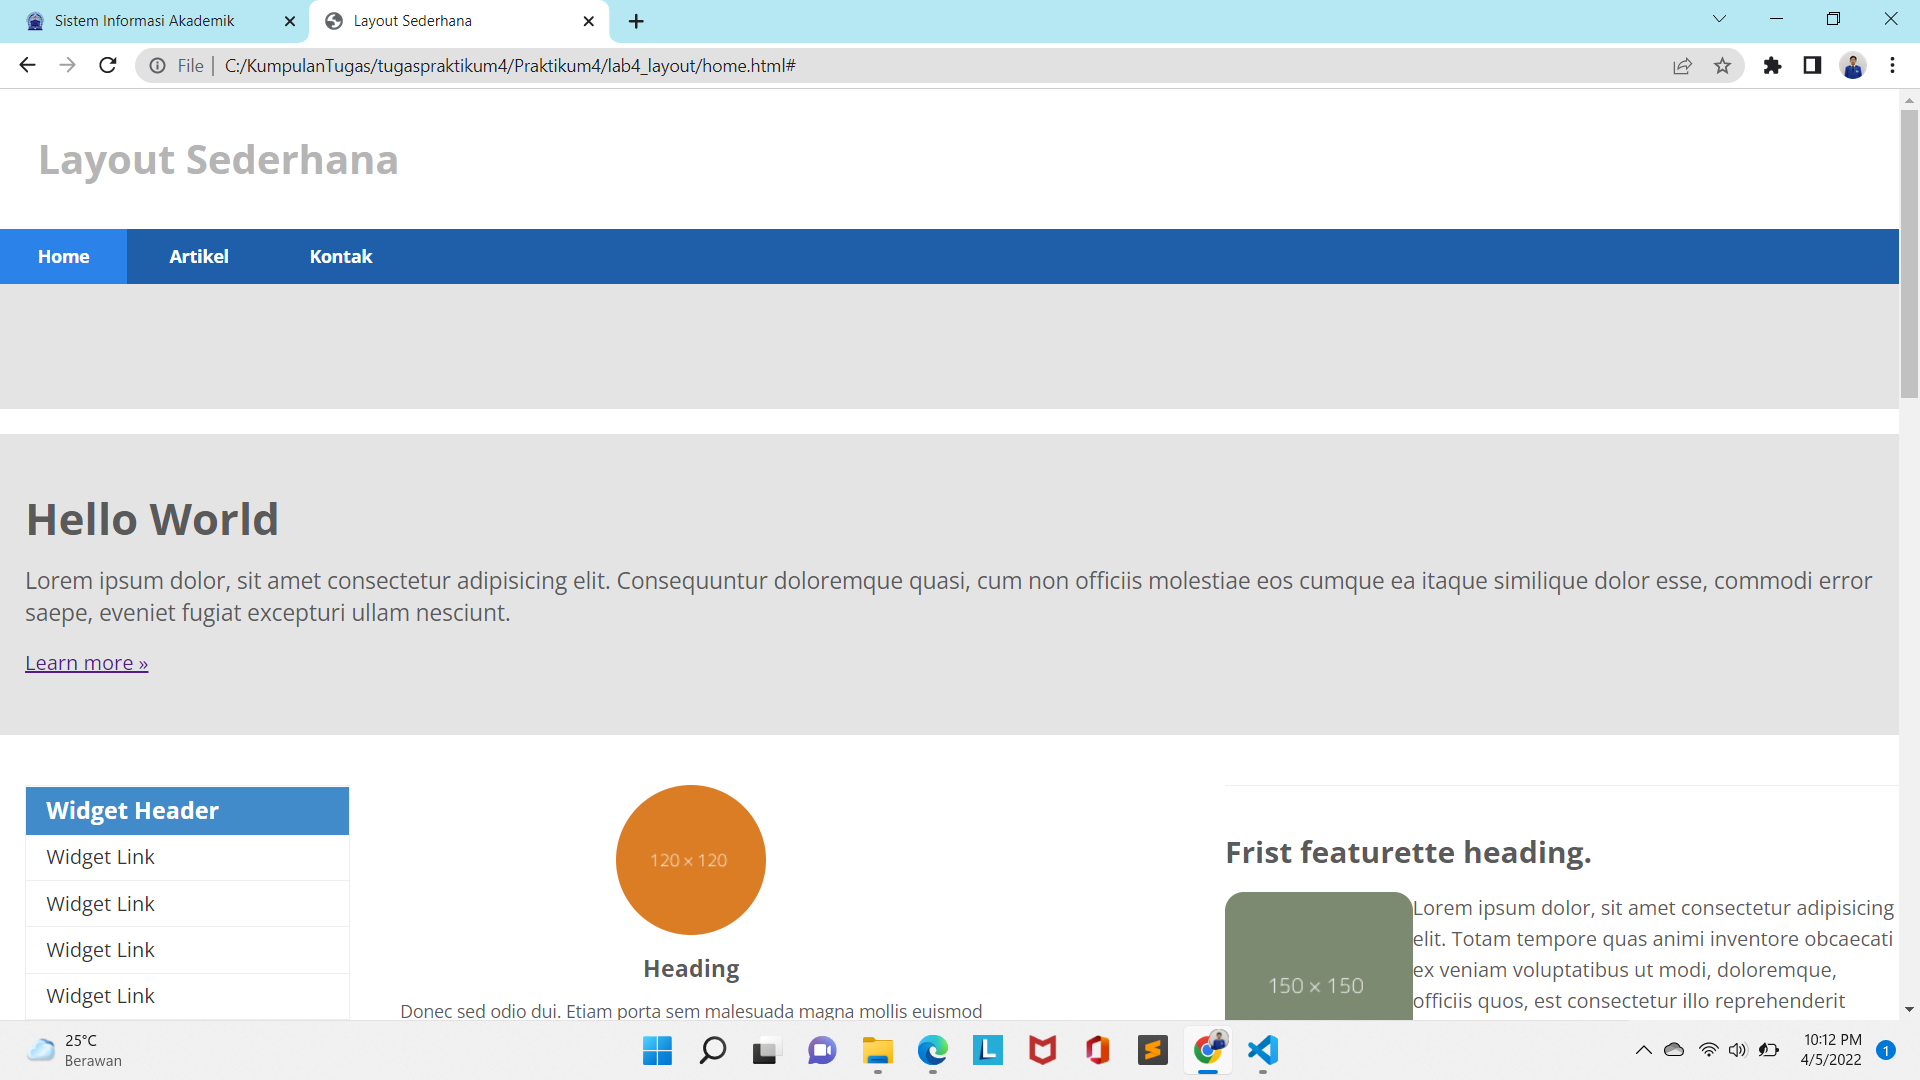 Sistem Informasi Akademik
Layout Sederhana
File
C:/KumpulanTugas/tugaspraktikum4/Praktikum4/lab4_layout/home.html#
Layout Sederhana
Home
Artikel
Kontak
Hello World
Lorem ipsum dolor, sit amet consectetur adipisicing elit. Consequuntur doloremque quasi, cum non officiis molestiae eos cumque ea itaque similique dolor esse, commodi error
saepe, eveniet fugiat excepturi ullam nesciunt.
Learn more »
Widget Header
Widget Link
Widget Link
Widget Link
Widget Link
120 × 120
Heading
Donec sed odio dui. Etiam porta sem malesuada magna mollis euismod
Frist featurette heading.
150 × 150
Lorem ipsum dolor, sit amet consectetur adipisicing
elit. Totam tempore quas animi inventore obcaecati
ex veniam voluptatibus ut modi, doloremque,
officiis quos, est consectetur illo reprehenderit
25°C
Berawan
10:12 PM
4/5/2022
1